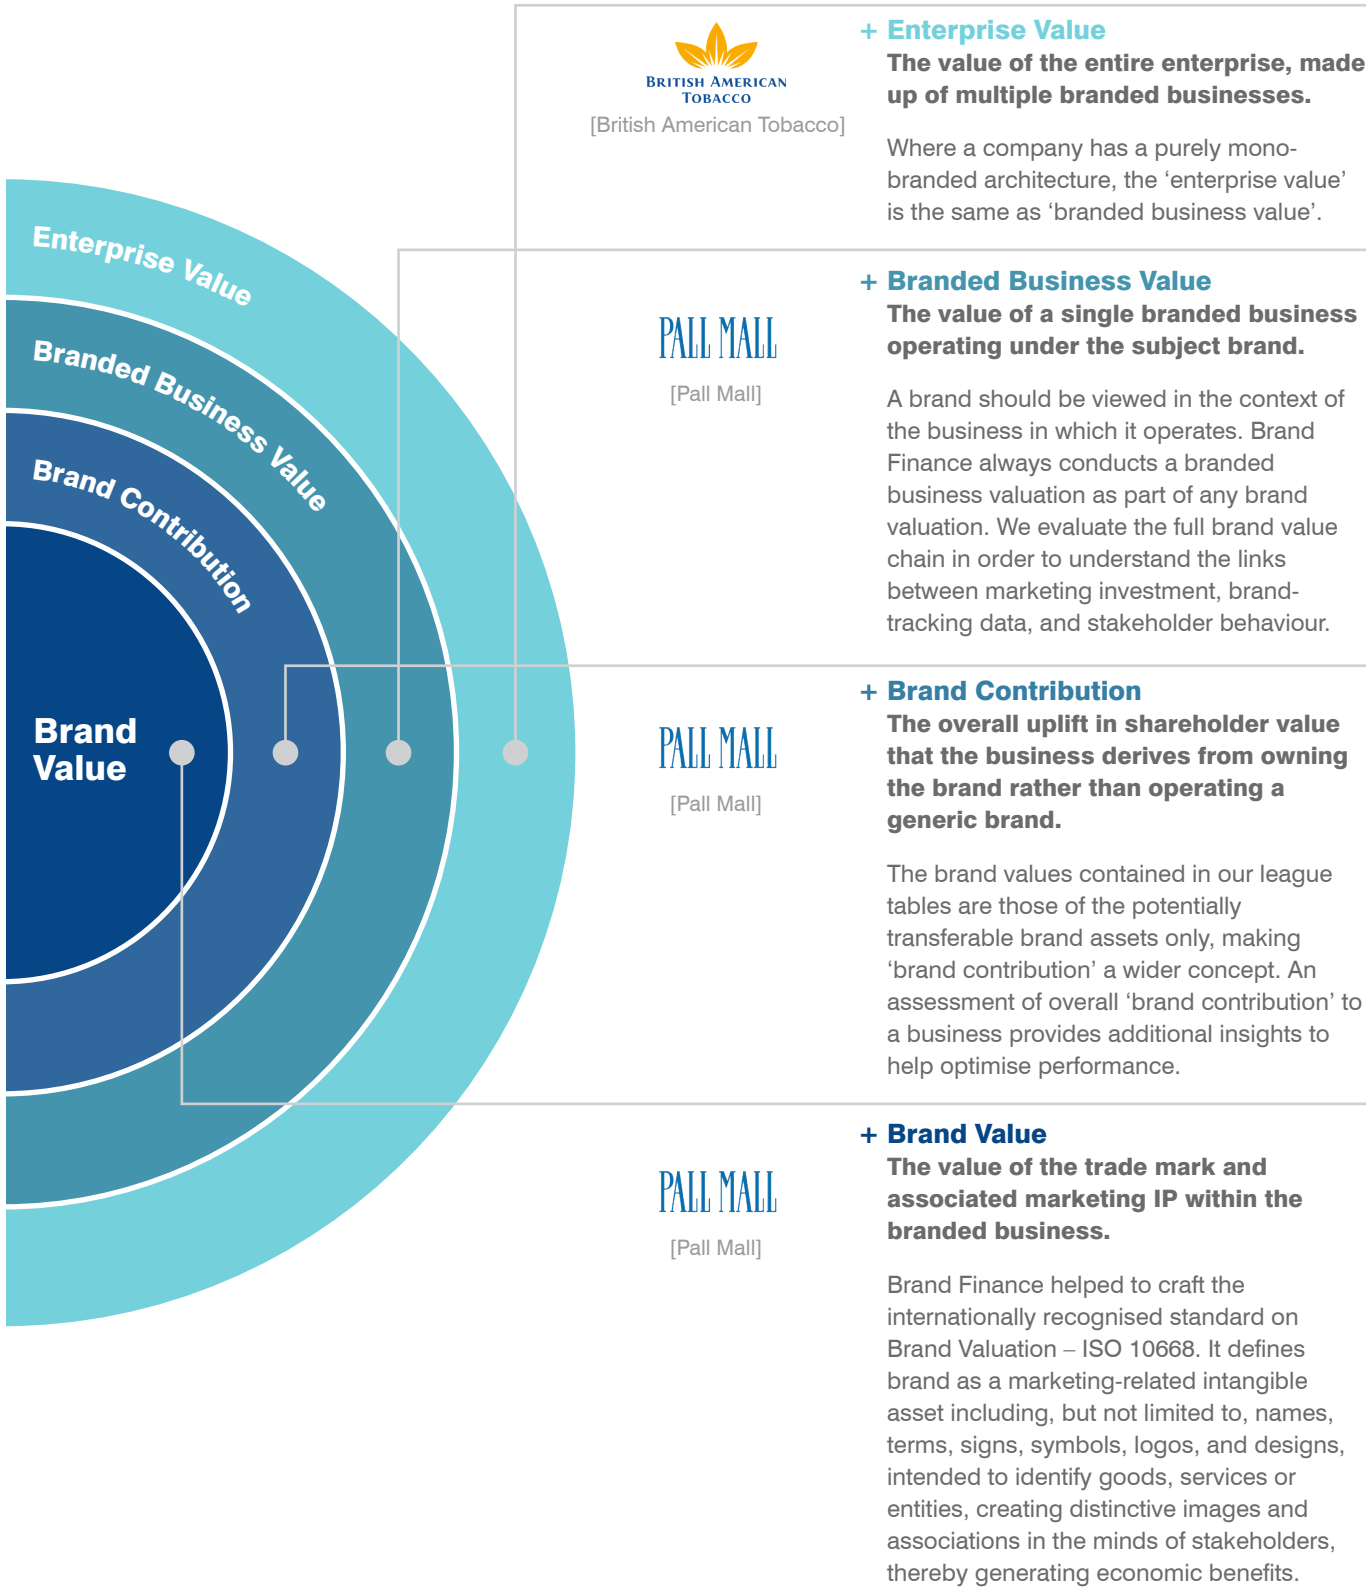 BRITISH AMERICAN
TOBACCO
[British American Tobacco]
+ Enterprise Value
The value of the entire enterprise, made
up of multiple branded businesses.
Where a company has a purely mono-
branded architecture, the ‘enterprise value’
is the same as ‘branded business value’.
Enterprise Value
Branded Business Value
Brand Contribution
Brand
Value
PALL MALL
[Pall Mall]
+ Branded Business Value
The value of a single branded business
operating under the subject brand.
A brand should be viewed in the context of
the business in which it operates. Brand
Finance always conducts a branded
business valuation as part of any brand
valuation. We evaluate the full brand value
chain in order to understand the links
between marketing investment, brand-
tracking data, and stakeholder behaviour.
PALL MALL
[Pall Mall]
+ Brand Contribution
The overall uplift in shareholder value
that the business derives from owning
the brand rather than operating a
generic brand.
The brand values contained in our league
tables are those of the potentially
transferable brand assets only, making
‘brand contribution’ a wider concept. An
assessment of overall ‘brand contribution’ to
a business provides additional insights to
help optimise performance.
PALL MALL
[Pall Mall]
+ Brand Value
The value of the trade mark and
associated marketing IP within the
branded business.
Brand Finance helped to craft the
internationally recognised standard on
Brand Valuation – ISO 10668. It defines
brand as a marketing-related intangible
asset including, but not limited to, names,
terms, signs, symbols, logos, and designs,
intended to identify goods, services or
entities, creating distinctive images and
associations in the minds of stakeholders,
thereby generating economic benefits.